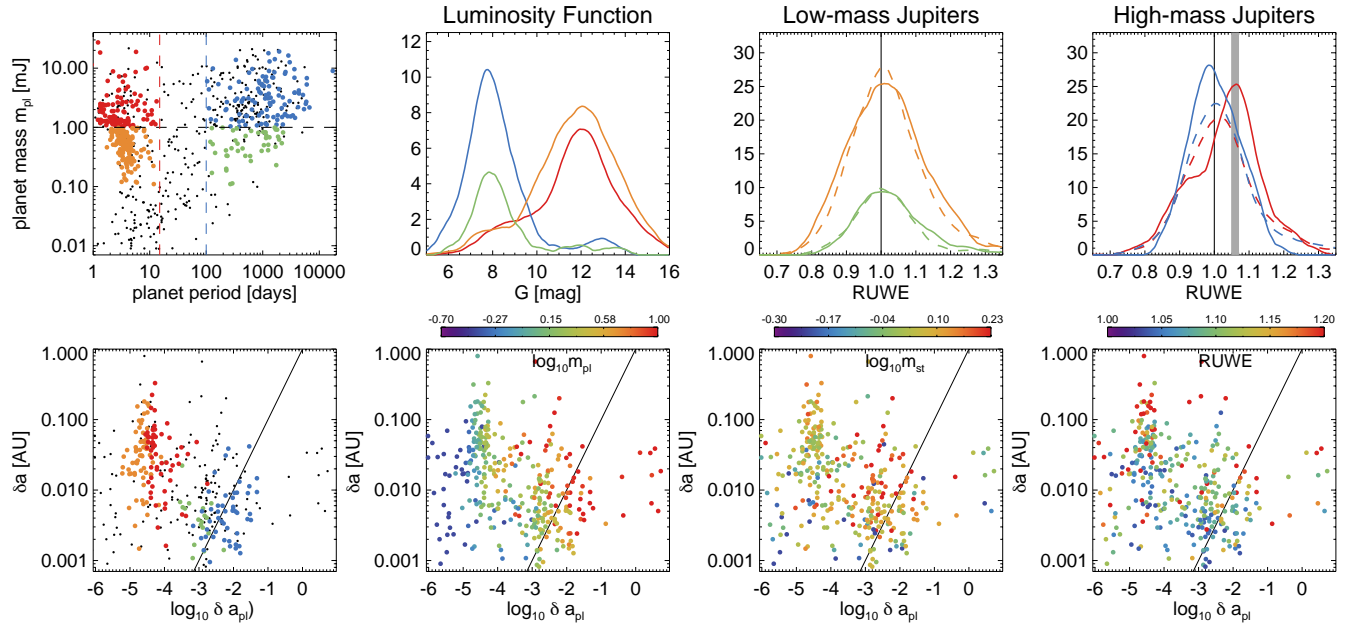 Luminosity Function
Low-mass Jupiters
High-mass Jupiters
planet mass m_pl [mJ]
10.00
1.00
0.10
0.01
1 10 100 1000 10000
planet period [days]
12
10
8
6
4
2
0
6 8 10 12 14 16
G [mag]
30
25
20
15
10
5
0
0.7 0.8 0.9 1.0 1.1 1.2 1.3
RUWE
30
25
20
15
10
5
0
0.7 0.8 0.9 1.0 1.1 1.2 1.3
RUWE
-0.70 -0.27 0.15 0.58 1.00
-0.30 -0.17 -0.04 0.10 0.23
1.00 1.05 1.10 1.15 1.20
δa [AU]
1.000
0.100
0.010
0.001
-6 -5 -4 -3 -2 -1 0
log₁₀ δ a_pl)
log₁₀m_pl
δa [AU]
1.000
0.100
0.010
0.001
-6 -5 -4 -3 -2 -1 0
log₁₀ δ a_pl
log₁₀m_st
δa [AU]
1.000
0.100
0.010
0.001
-6 -5 -4 -3 -2 -1 0
log₁₀ δ a_pl
RUWE
δa [AU]
1.000
0.100
0.010
0.001
-6 -5 -4 -3 -2 -1 0
log₁₀ δ a_pl